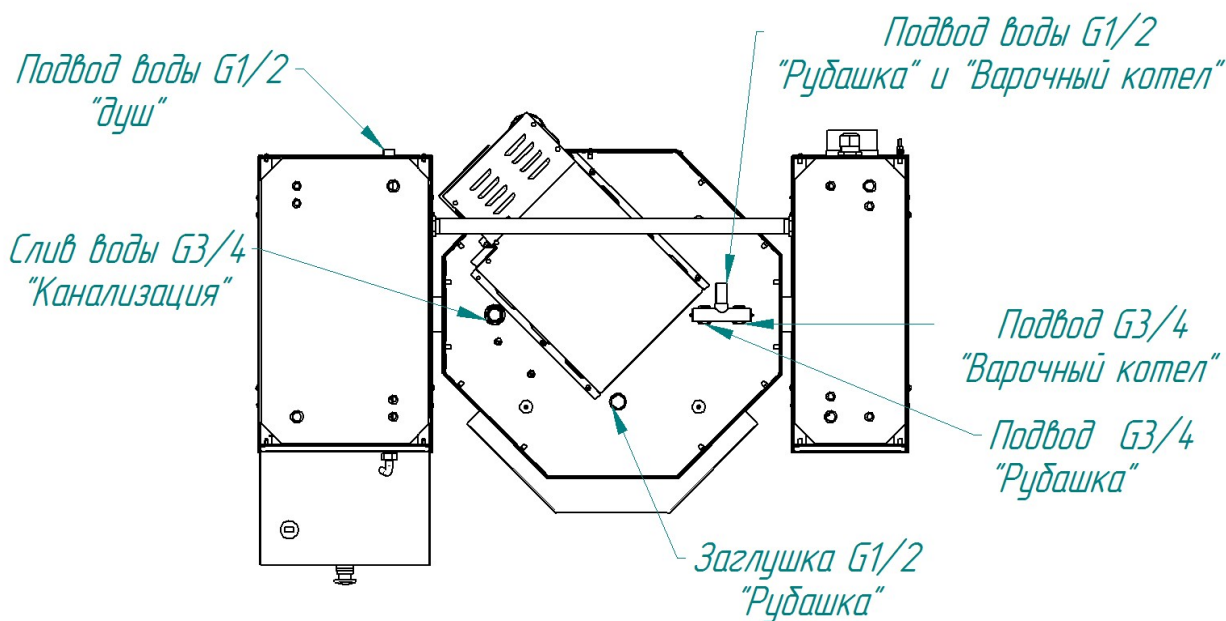 Подвод воды G1/2
"душ"
Подвод воды G1/2
"Рубашка" и "Варочный котел"
Слив воды G3/4
"Канализация"
Подвод G3/4
"Варочный котел"
Подвод G3/4
"Рубашка"
Заглушка G1/2
"Рубашка"